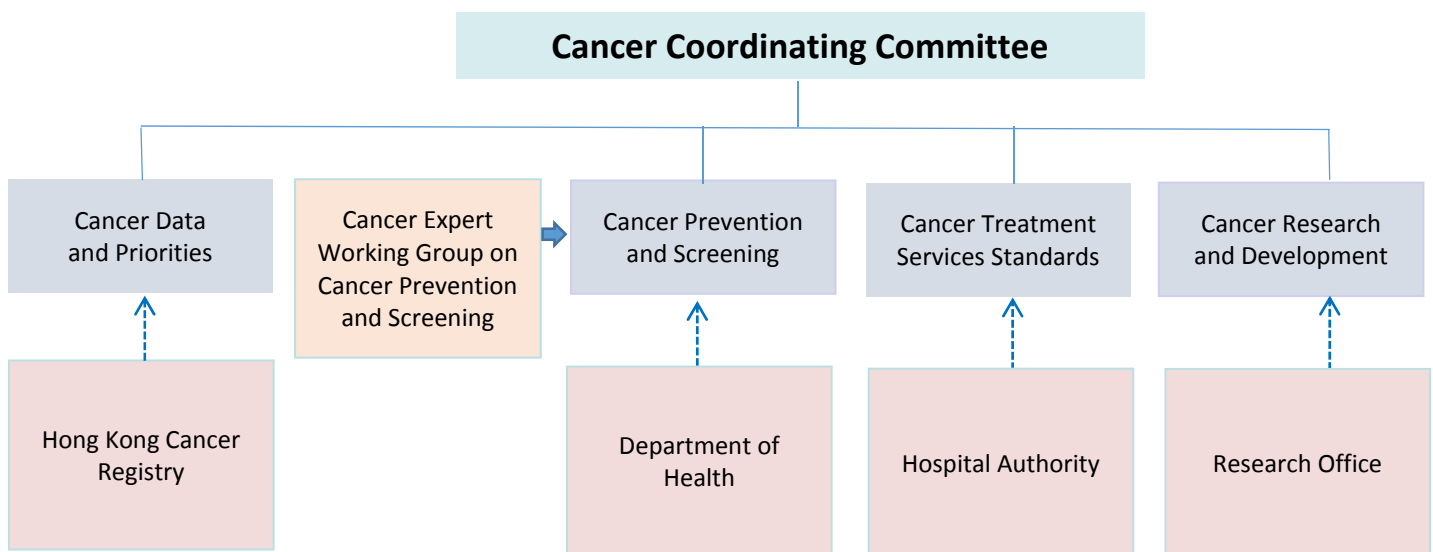 Cancer Coordinating Committee
Cancer Data
and Priorities
Cancer Expert
Working Group on
Cancer Prevention
and Screening
Cancer Prevention
and Screening
Cancer Treatment
Services Standards
Cancer Research
and Development
Hong Kong Cancer
Registry
Department of
Health
Hospital Authority
Research Office